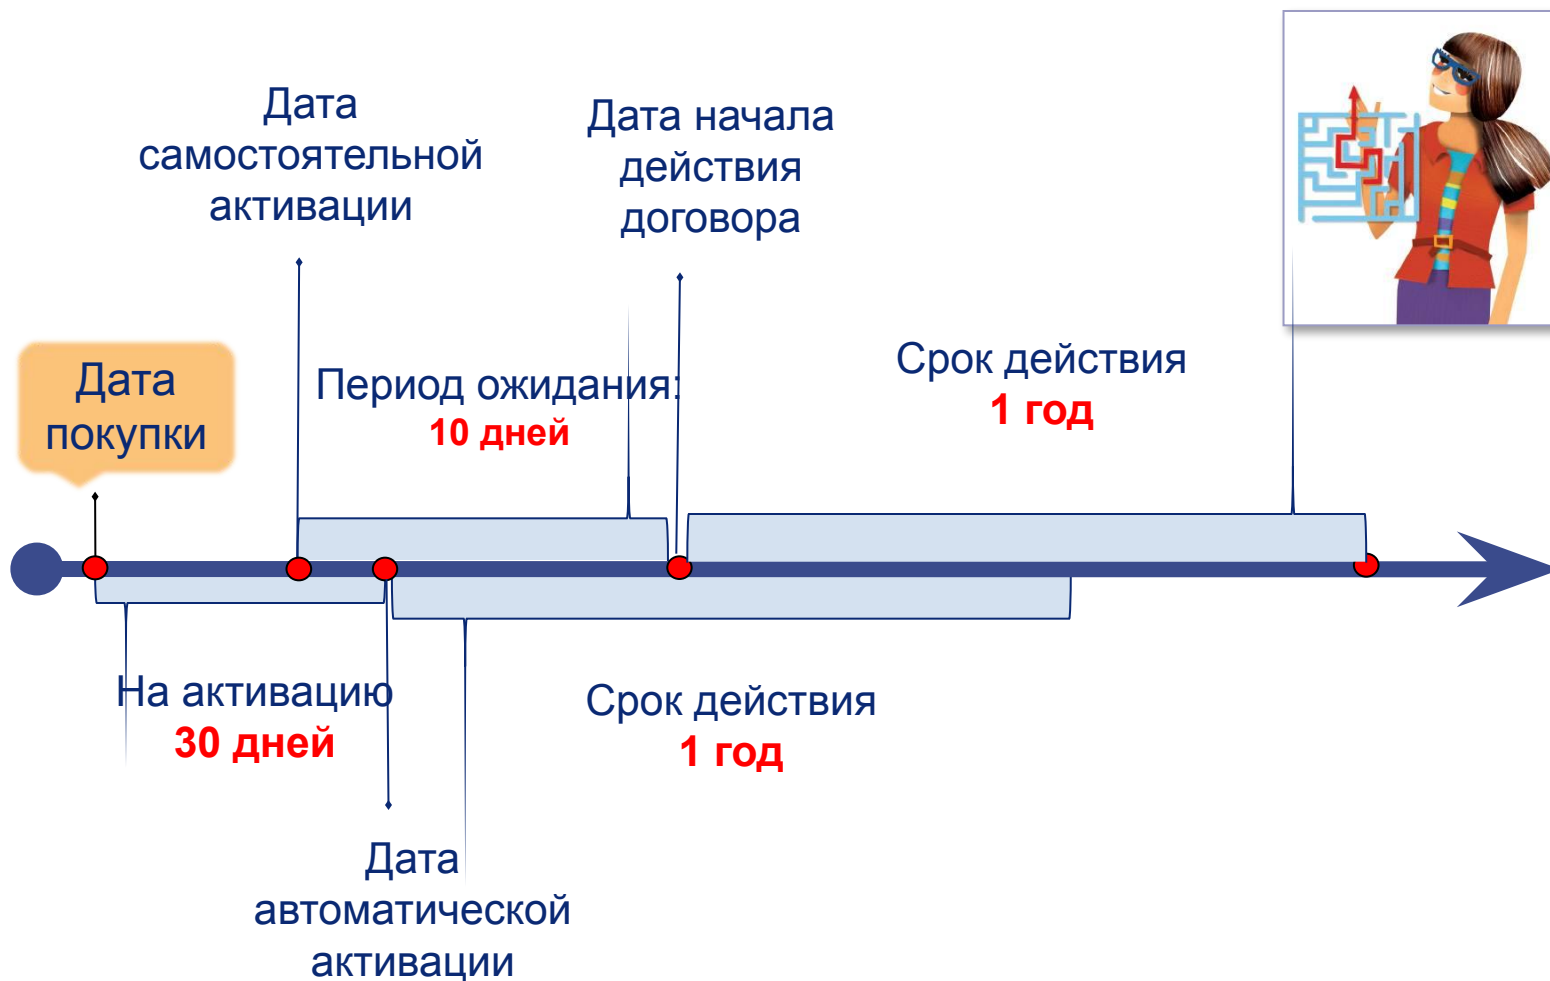 Дата
самостоятельной
активации
Дата начала
действия
договора
Дата
покупки
Период ожидания:
10 дней
Срок действия
1 год
На активацию
30 дней
Срок действия
1 год
Дата
автоматической
активации